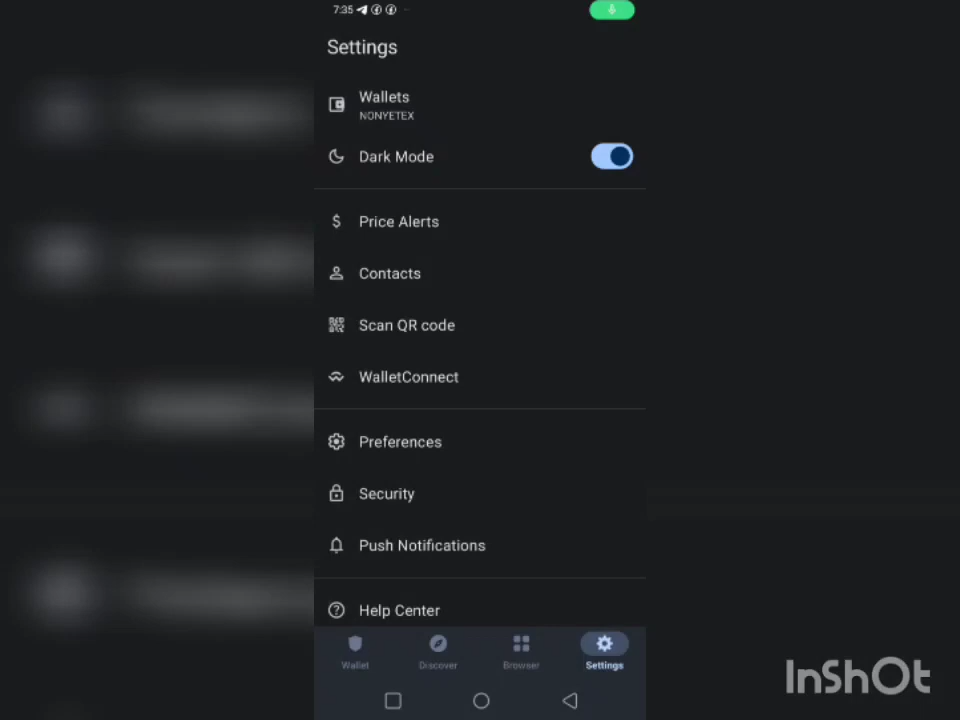 7:35
Settings
Wallets
NONYETEX
Dark Mode
Price Alerts
Contacts
Scan QR code
WalletConnect
Preferences
Security
Push Notifications
Help Center
Wallet
Discover
Browser
Settings
InShOt